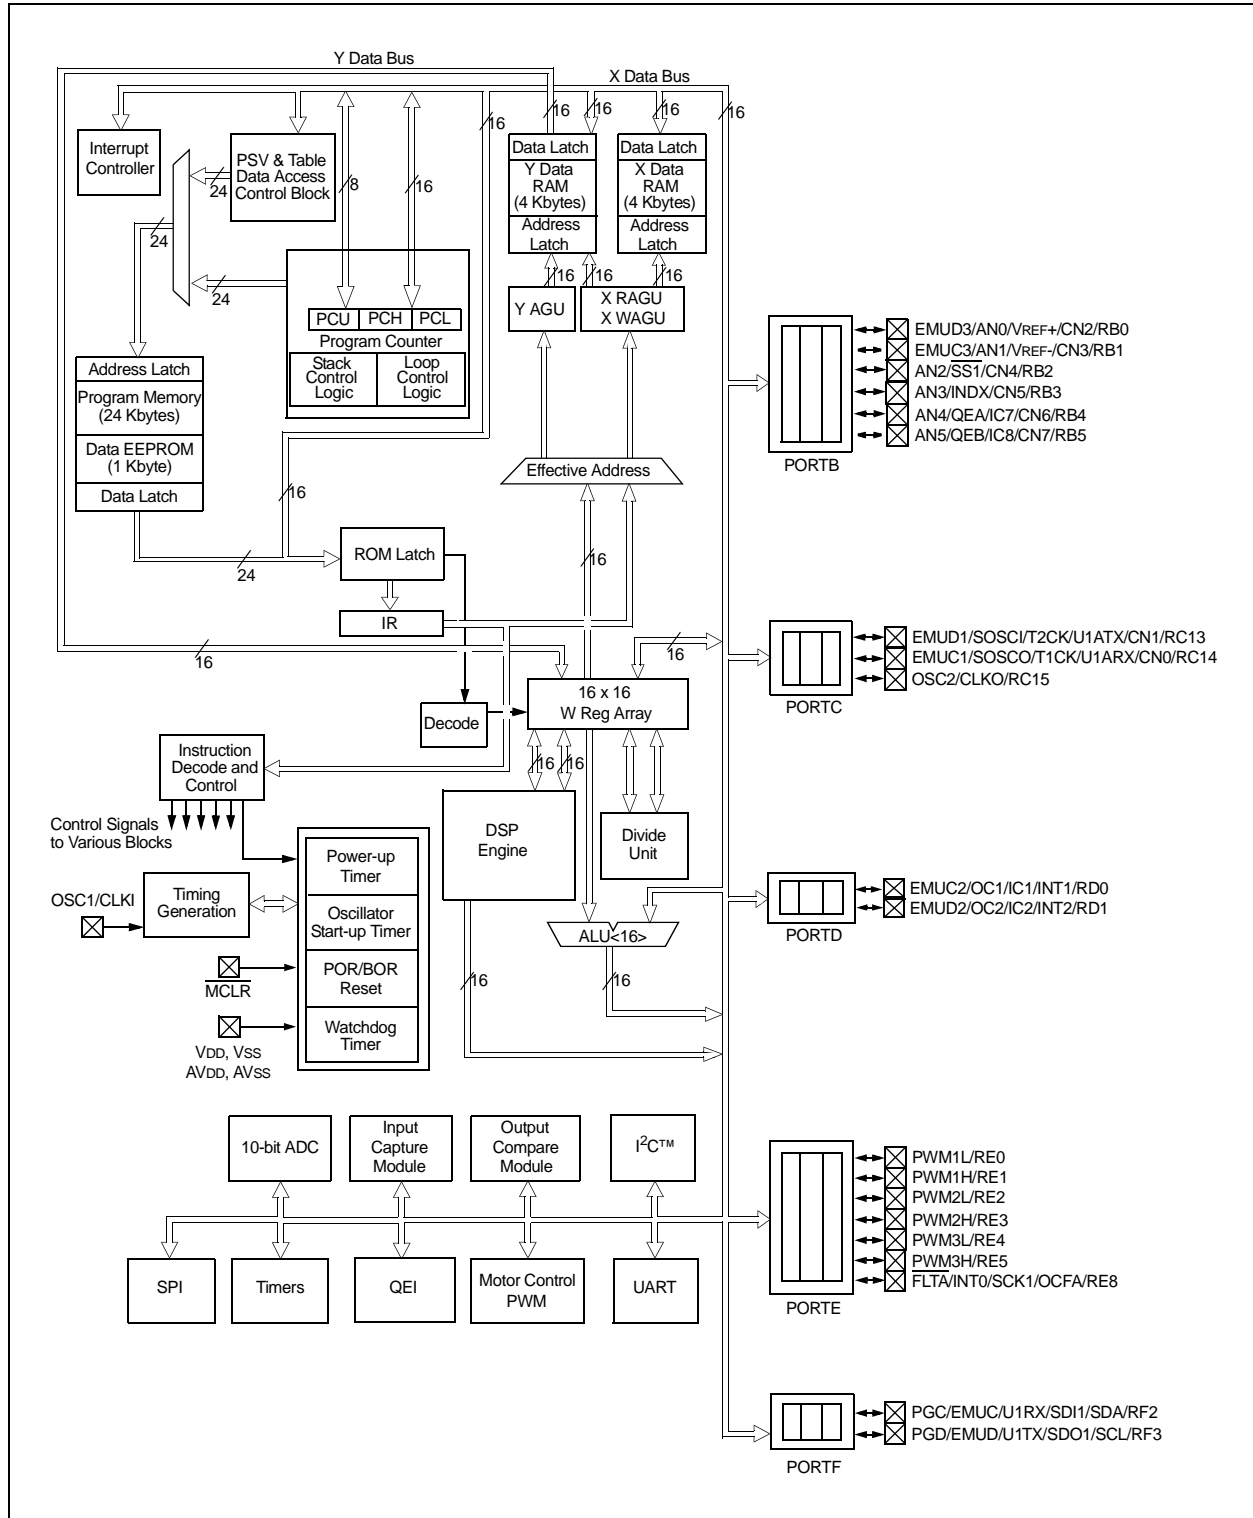 Y Data Bus
X Data Bus
16
16
16
16
16
Interrupt
Controller
PSV & Table
Data Access
Control Block
24
24
24
8
16
Data Latch
Y Data
RAM
(4 Kbytes)
Address
Latch
Data Latch
X Data
RAM
(4 Kbytes)
Address
Latch
16
16
16
Y AGU
X RAGU
X WAGU
PCU
PCH
PCL
Program Counter
Stack
Control
Logic
Loop
Control
Logic
Address Latch
Program Memory
(24 Kbytes)
Data EEPROM
(1 Kbyte)
Data Latch
16
24
Effective Address
16
ROM Latch
IR
16
16
16 x 16
W Reg Array
Decode
Instruction
Decode and
Control
Control Signals
to Various Blocks
16
16
DSP
Engine
Divide
Unit
Power-up
Timer
Oscillator
Start-up Timer
POR/BOR
Reset
Watchdog
Timer
OSC1/CLKI
Timing
Generation
MCLR
VDD, VSS
AVDD, AVSS
ALU<16>
16
16
10-bit ADC
Input
Capture
Module
Output
Compare
Module
I²C™
SPI
Timers
QEI
Motor Control
PWM
UART
EMUD3/AN0/VREF+/CN2/RB0
EMUC3/AN1/VREF-/CN3/RB1
AN2/SS1/CN4/RB2
AN3/INDX/CN5/RB3
AN4/QEA/IC7/CN6/RB4
AN5/QEB/IC8/CN7/RB5
PORTB
EMUD1/SOSCI/T2CK/U1ATX/CN1/RC13
EMUC1/SOSCO/T1CK/U1ARX/CN0/RC14
OSC2/CLKO/RC15
PORTC
EMUC2/OC1/IC1/INT1/RD0
EMUD2/OC2/IC2/INT2/RD1
PORTD
PWM1L/RE0
PWM1H/RE1
PWM2L/RE2
PWM2H/RE3
PWM3L/RE4
PWM3H/RE5
FLTA/INT0/SCK1/OCFA/RE8
PORTE
PGC/EMUC/U1RX/SDI1/SDA/RF2
PGD/EMUD/U1TX/SDO1/SCL/RF3
PORTF